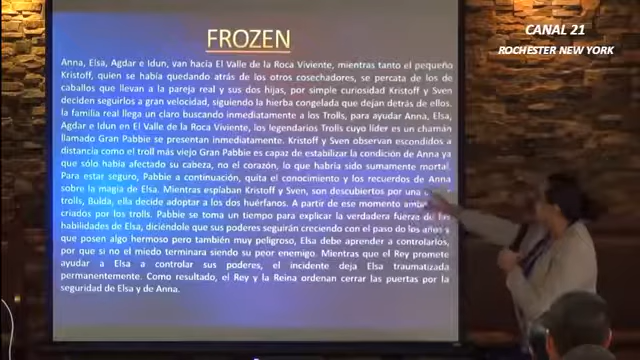 FROZEN
CANAL 21
ROCHESTER NEW YORK
Anna, Elsa, Agdar e Idun, van hacia El Valle de la Roca Viviente, mientras tanto el pequeño
Kristoff, quien se había quedando atrás de los otros cosechadores, se percata de los de
caballos que llevan a la pareja real y sus dos hijas, por simple curiosidad Kristoff y Sven
deciden seguirlos a gran velocidad, siguiendo la hierba congelada que dejan detrás de ellos.
la familia real llega un claro buscando inmediatamente a los Trolls, para ayudar Anna, Elsa,
Agdar e Idun en El Valle de la Roca Viviente, los legendarios Trolls cuyo líder es un chamán
llamado Gran Pabbie se presentan inmediatamente. Kristoff y Sven observan escondidos a
distancia como el troll más viejo Gran Pabbie es capaz de estabilizar la condición de Anna ya
que sólo había afectado su cabeza, no el corazón, lo que habría sido sumamente mortal.
Para estar seguro, Pabbie a continuación, quita el conocimiento y los recuerdos de Anna
sobre la magia de Elsa. Mientras espiaban Kristoff y Sven, son descubiertos por una
trolls, Bulda, ella decide adoptar a los dos huérfanos. A partir de ese momento
criados por los trolls. Pabbie se toma un tiempo para explicar la verdadera fuerza de las
habilidades de Elsa, diciéndole que sus poderes seguirán creciendo con el paso de los años y
que posen algo hermoso pero también muy peligroso, Elsa debe aprender a controlarlos,
por que si no el miedo terminara siendo su peor enemigo. Mientras que el Rey promete
ayudar a Elsa a controlar sus poderes, el incidente deja Elsa traumatizada
permanentemente. Como resultado, el Rey y la Reina ordenan cerrar las puertas por la
seguridad de Elsa y de Anna.